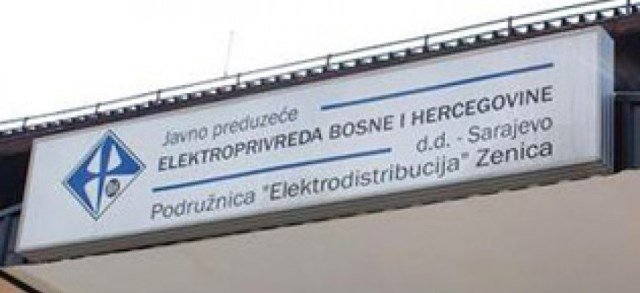 Javno preduzeće
ELEKTROPRIVREDA BOSNE I HERCEGOVINE
d.d. - Sarajevo
Podružnica "Elektrodistribucija" Zenica